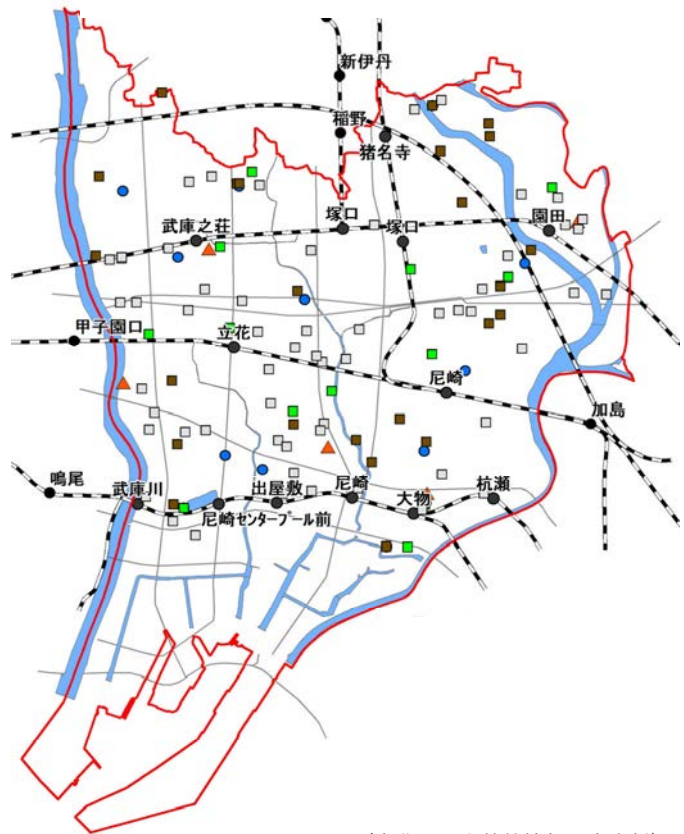 新伊丹
稲野
猪名寺
武庫之荘
塚口
塚口
園田
甲子園口
立花
尼崎
加島
鳴尾
武庫川
出屋敷
尼崎
大物
杭瀬
尼崎センタープール前